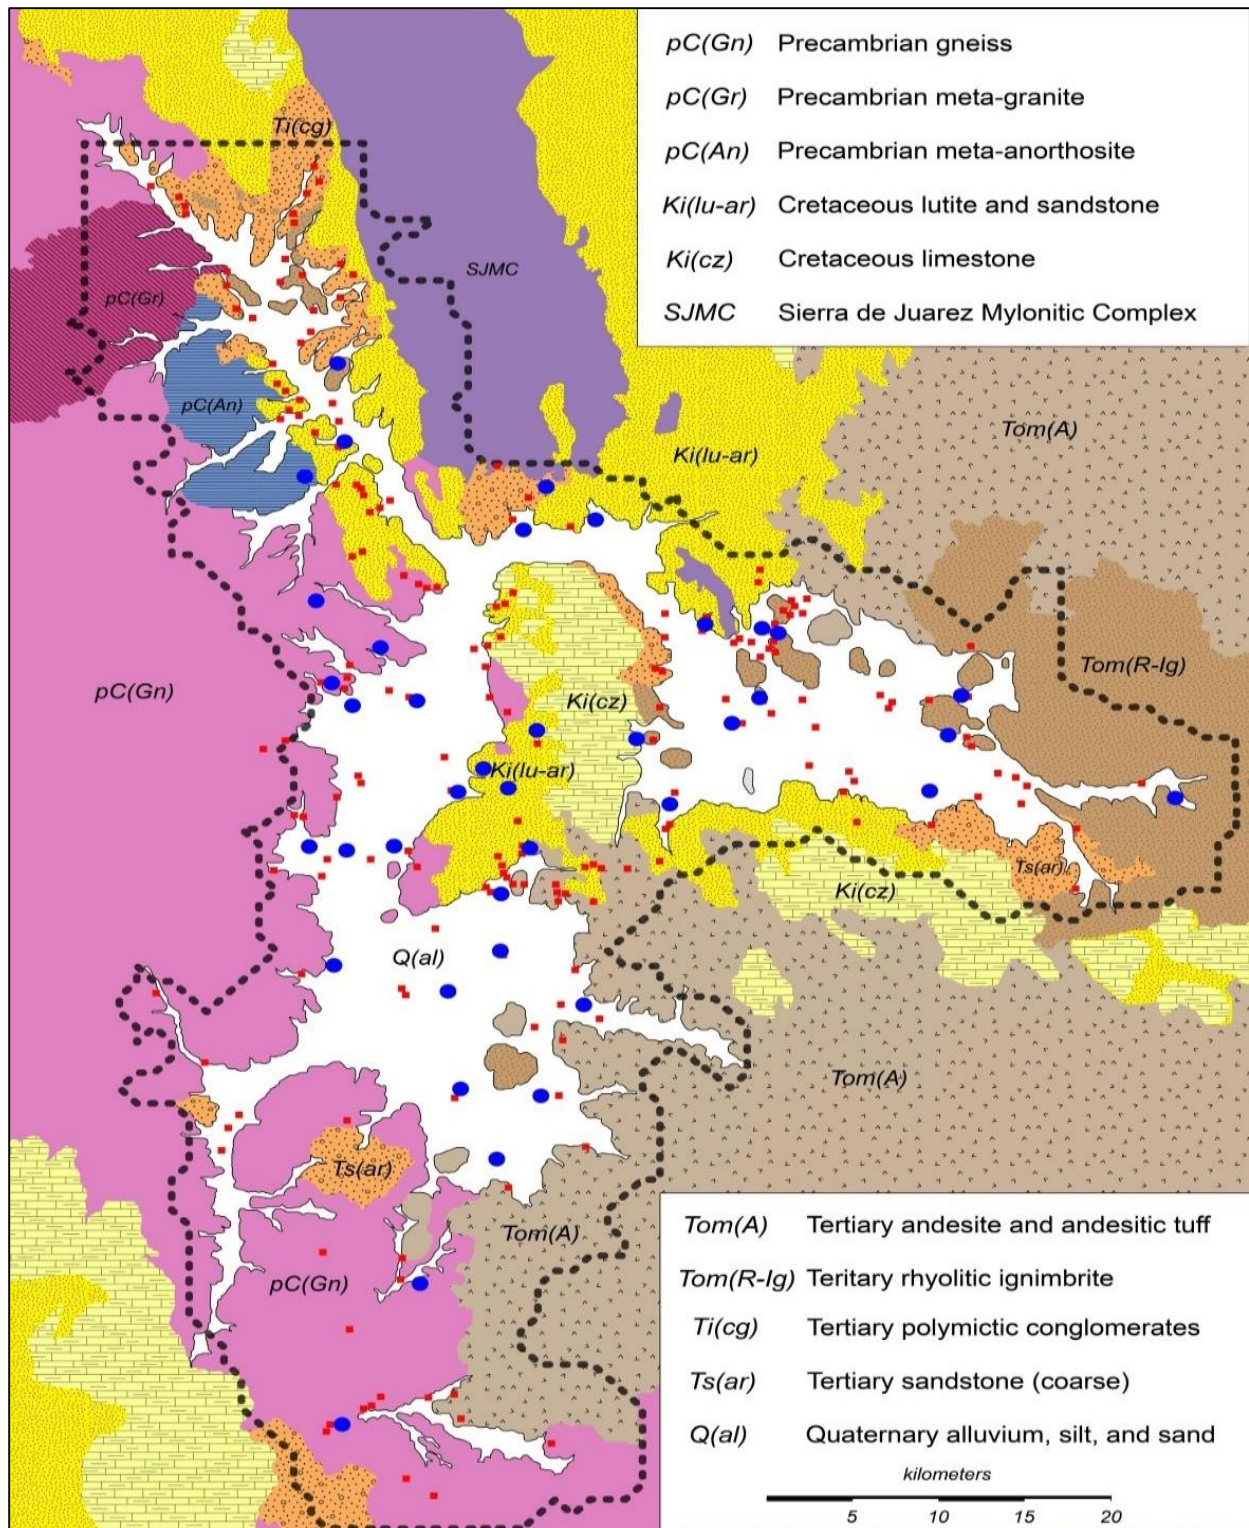 pC(Gn) Precambrian gneiss
pC(Gr) Precambrian meta-granite
pC(An) Precambrian meta-anorthosite
Ki(lu-ar) Cretaceous lutite and sandstone
Ki(cz) Cretaceous limestone
SJMC Sierra de Juarez Mylonitic Complex
Ti(cg)
SJMC
pC(Gr)
pC(An)
Tom(A)
Ki(lu-ar)
Tom(R-Ig)
pC(Gn)
Ki(cz)
Ki(lu-ar)
Ts(ar)
Ki(cz)
Q(al)
Tom(A)
Ts(ar)
Tom(A)
pC(Gn)
Tom(A) Tertiary andesite and andesitic tuff
Tom(R-Ig) Teritary rhyolitic ignimbrite
Ti(cg) Tertiary polymictic conglomerates
Ts(ar) Tertiary sandstone (coarse)
Q(al) Quaternary alluvium, silt, and sand
kilometers
5 10 15 20